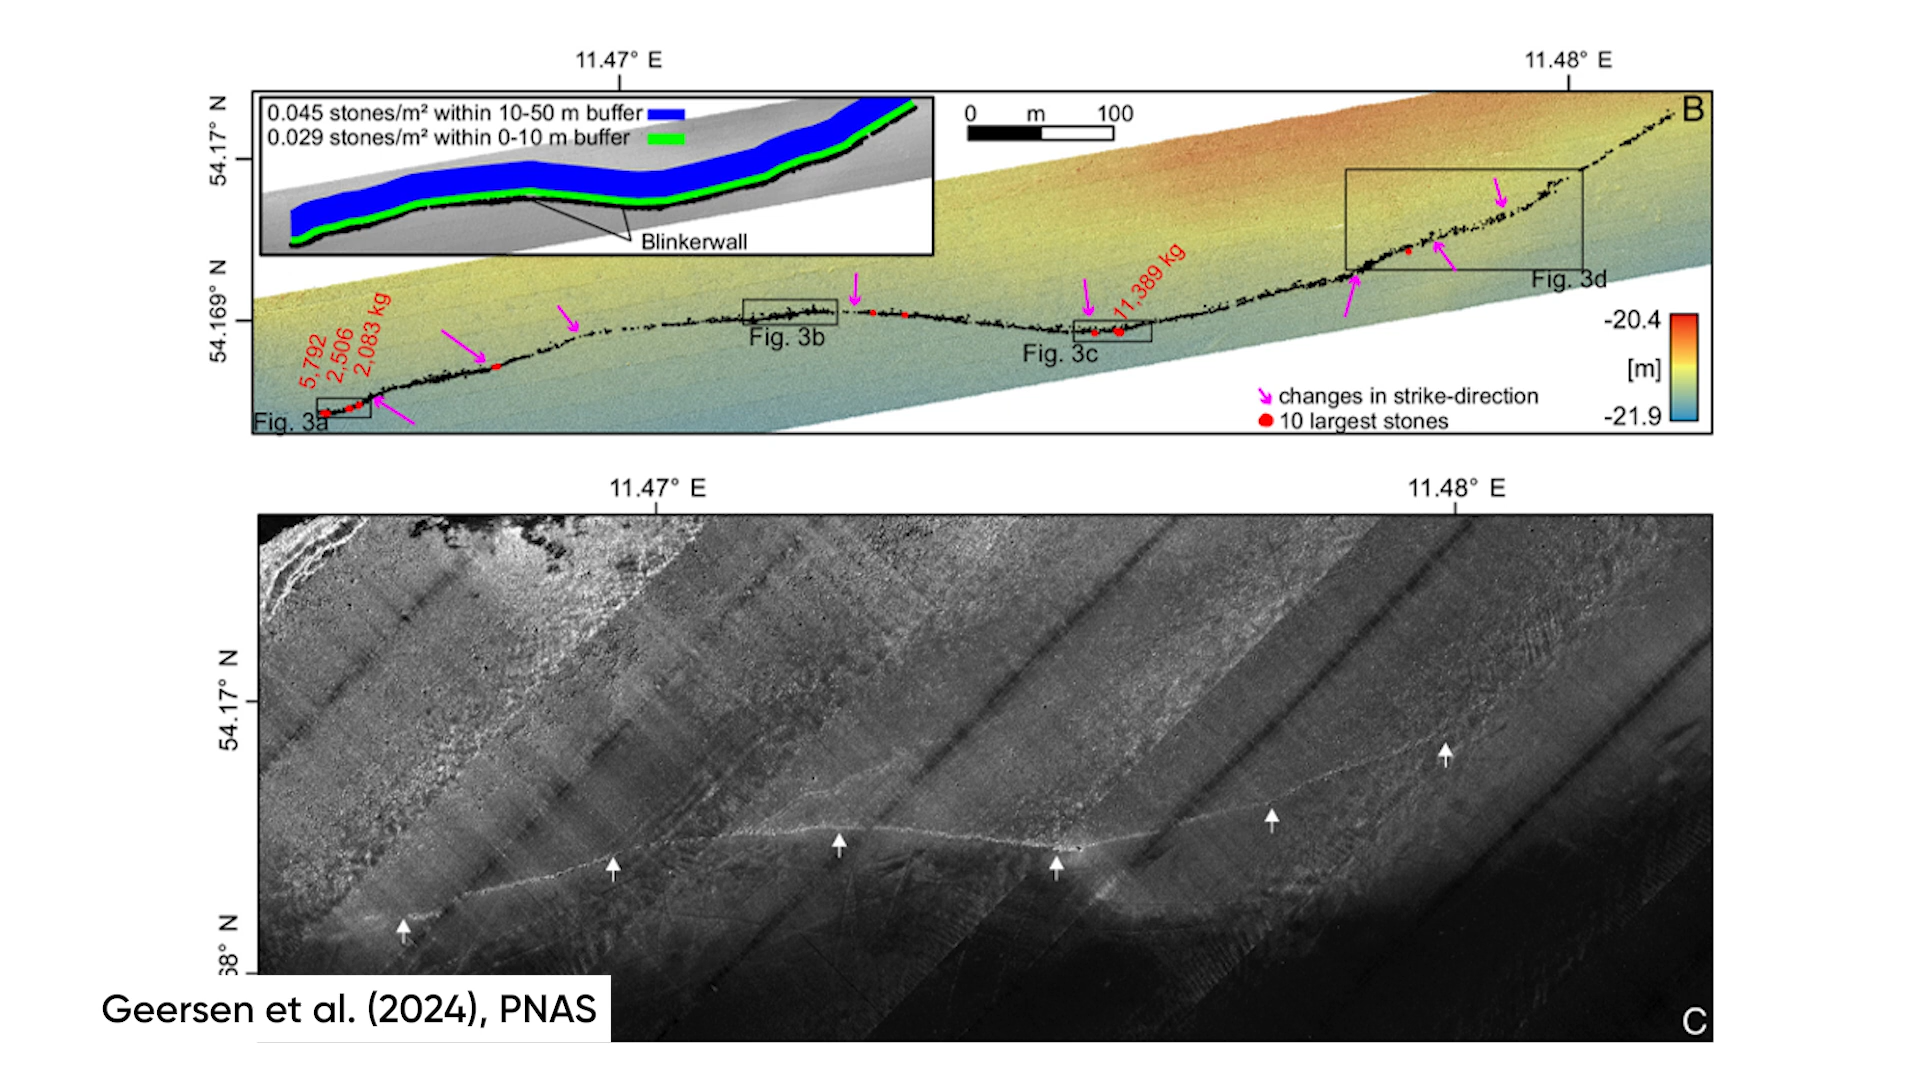 11.47° E
11.48° E
54.17° N
54.169° N
B
0.045 stones/m² within 10-50 m buffer
0.029 stones/m² within 0-10 m buffer
Blinkerwall
0 m 100
5,792
2,506
2,083 kg
11,389 kg
Fig. 3a
Fig. 3b
Fig. 3c
Fig. 3d
changes in strike-direction
10 largest stones
-20.4
[m]
-21.9
11.47° E
11.48° E
54.17° N
68° N
C
Geersen et al. (2024), PNAS